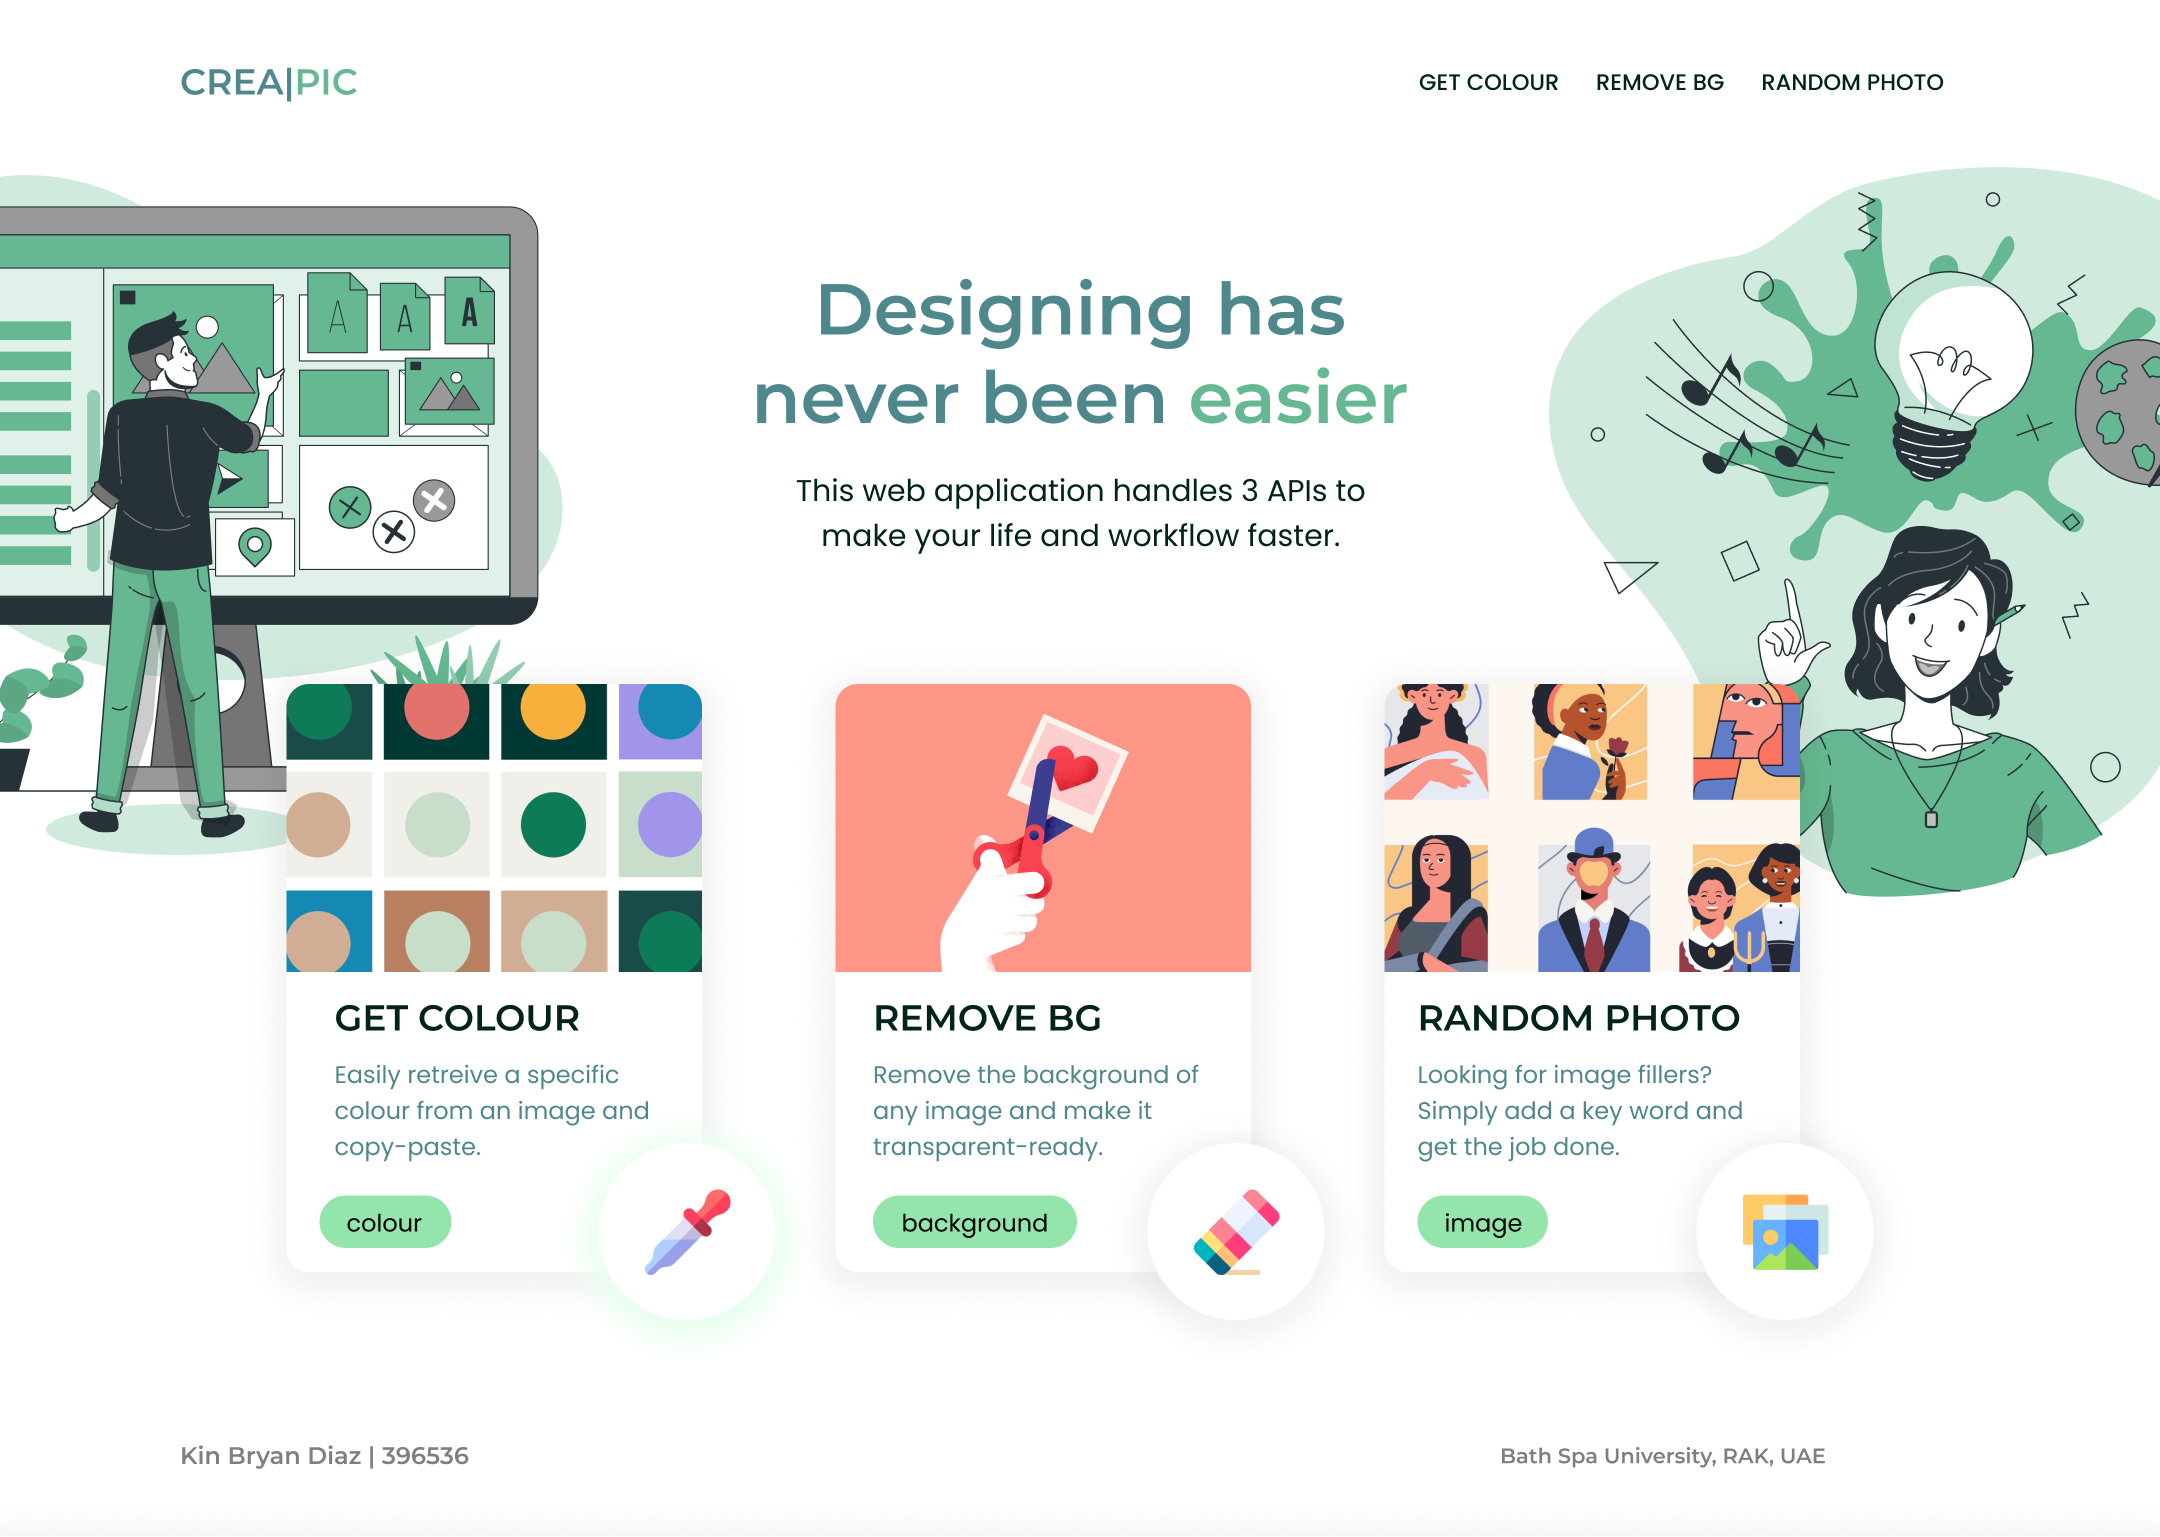 CREA|PIC
GET COLOUR REMOVE BG RANDOM PHOTO
A A A
Designing has
never been easier
This web application handles 3 APIs to
make your life and workflow faster.
GET COLOUR
Easily retreive a specific
colour from an image and
copy-paste.
colour
REMOVE BG
Remove the background of
any image and make it
transparent-ready.
background
RANDOM PHOTO
Looking for image fillers?
Simply add a key word and
get the job done.
image
Kin Bryan Diaz | 396536
Bath Spa University, RAK, UAE